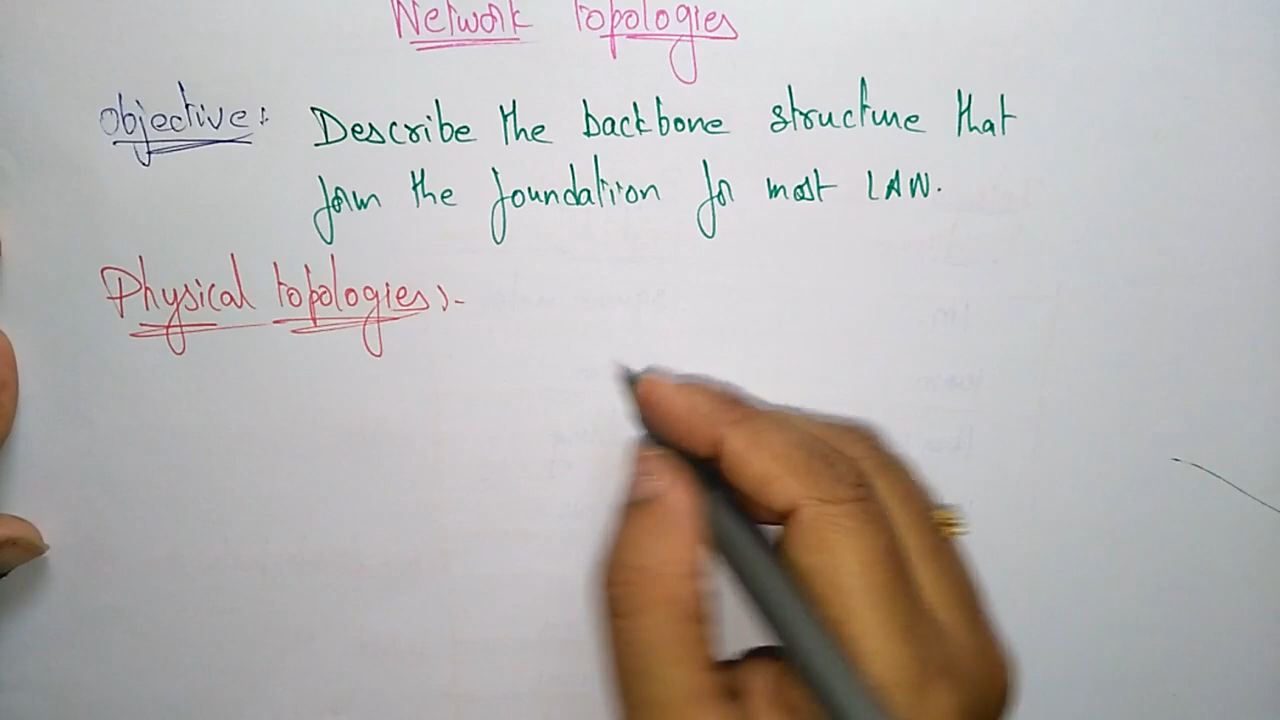 Network topologies
Objective: Describe the backbone structure that
form the foundation for most LAN.
Physical topologies:-